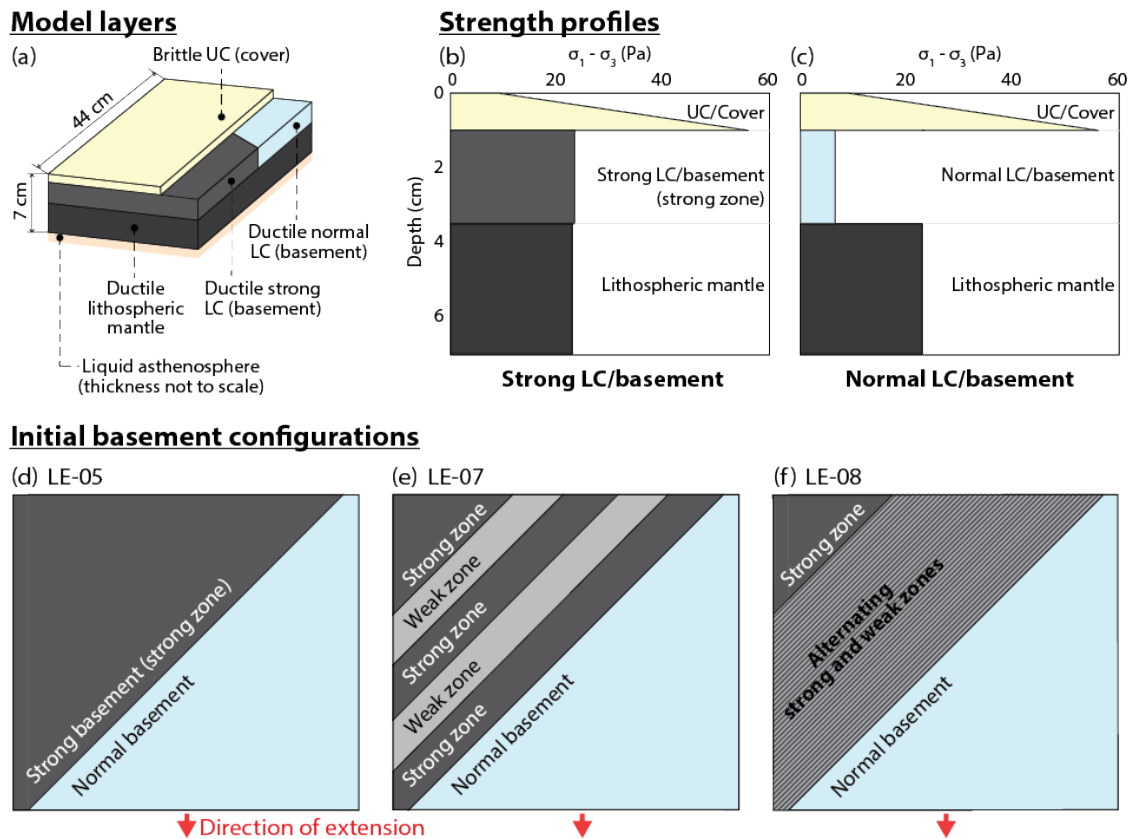 Model layers
(a)
Brittle UC (cover)
44 cm
7 cm
Ductile normal
LC (basement)
Ductile
lithospheric
mantle
Ductile strong
LC (basement)
Liquid asthenosphere
(thickness not to scale)
Strength profiles
(b)
σ1 - σ3 (Pa)
0 20 40 60
0
2
4
6
Depth (cm)
UC/Cover
Strong LC/basement
(strong zone)
Lithospheric mantle
Strong LC/basement
(c)
σ1 - σ3 (Pa)
0 20 40 60
UC/Cover
Normal LC/basement
Lithospheric mantle
Normal LC/basement
Initial basement configurations
(d) LE-05
Strong basement (strong zone)
Normal basement
(e) LE-07
Strong zone
Weak zone
Strong zone
Weak zone
Strong zone
Normal basement
(f) LE-08
Strong zone
Alternating
strong and weak zones
Normal basement
Direction of extension